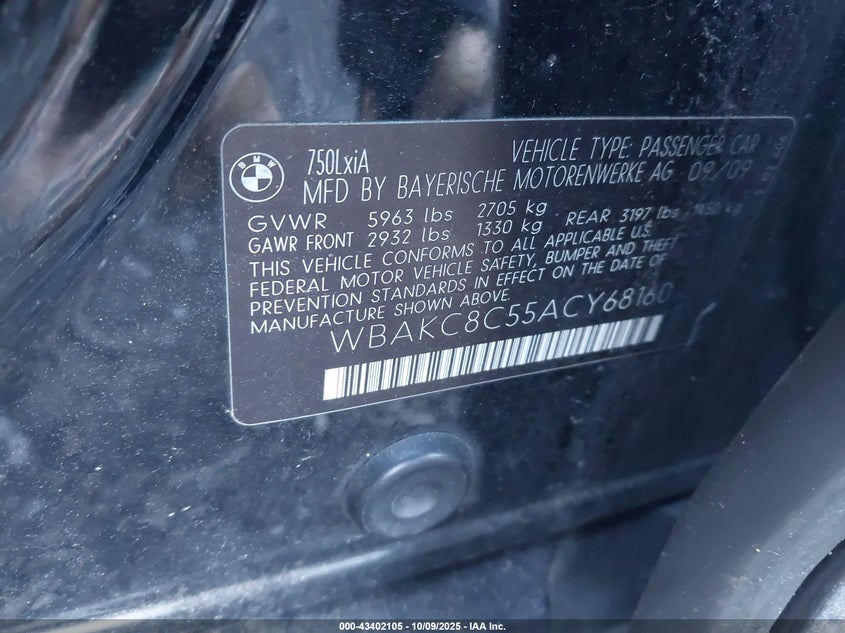 BMW
750LxiA VEHICLE TYPE: PASSENGER CAR
MFD BY BAYERISCHE MOTORENWERKE AG 09/09
GVWR 5963 lbs 2705 kg
GAWR FRONT 2932 lbs 1330 kg REAR 3197 lbs 1450 kg
THIS VEHICLE CONFORMS TO ALL APPLICABLE U.S.
FEDERAL MOTOR VEHICLE SAFETY, BUMPER AND THEFT
PREVENTION STANDARDS IN EFFECT ON THE DATE OF
MANUFACTURE SHOWN ABOVE.
WBAKC8C55ACY68160
000-43402105 - 10/09/2025 - IAA Inc.